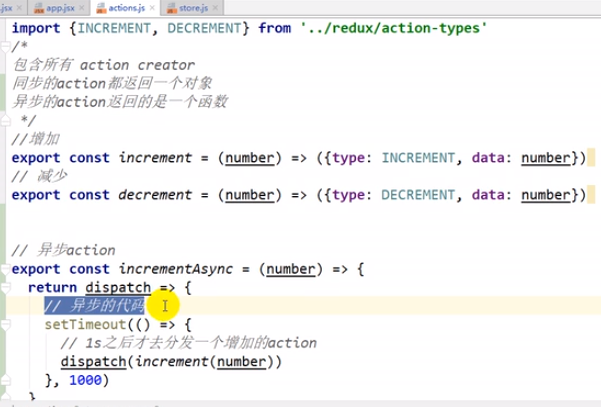 .jsx × app.jsx × actions.js × store.js ×
import {INCREMENT, DECREMENT} from '../redux/action-types'
/*
包含所有 action creator
同步的action都返回一个对象
异步的action返回的是一个函数
*/
//增加
export const increment = (number) => ({type: INCREMENT, data: number})
// 减少
export const decrement = (number) => ({type: DECREMENT, data: number})
// 异步action
export const incrementAsync = (number) => {
return dispatch => {
// 异步的代码
setTimeout(() => {
// 1s之后才去分发一个增加的action
dispatch(increment(number))
}, 1000)
}